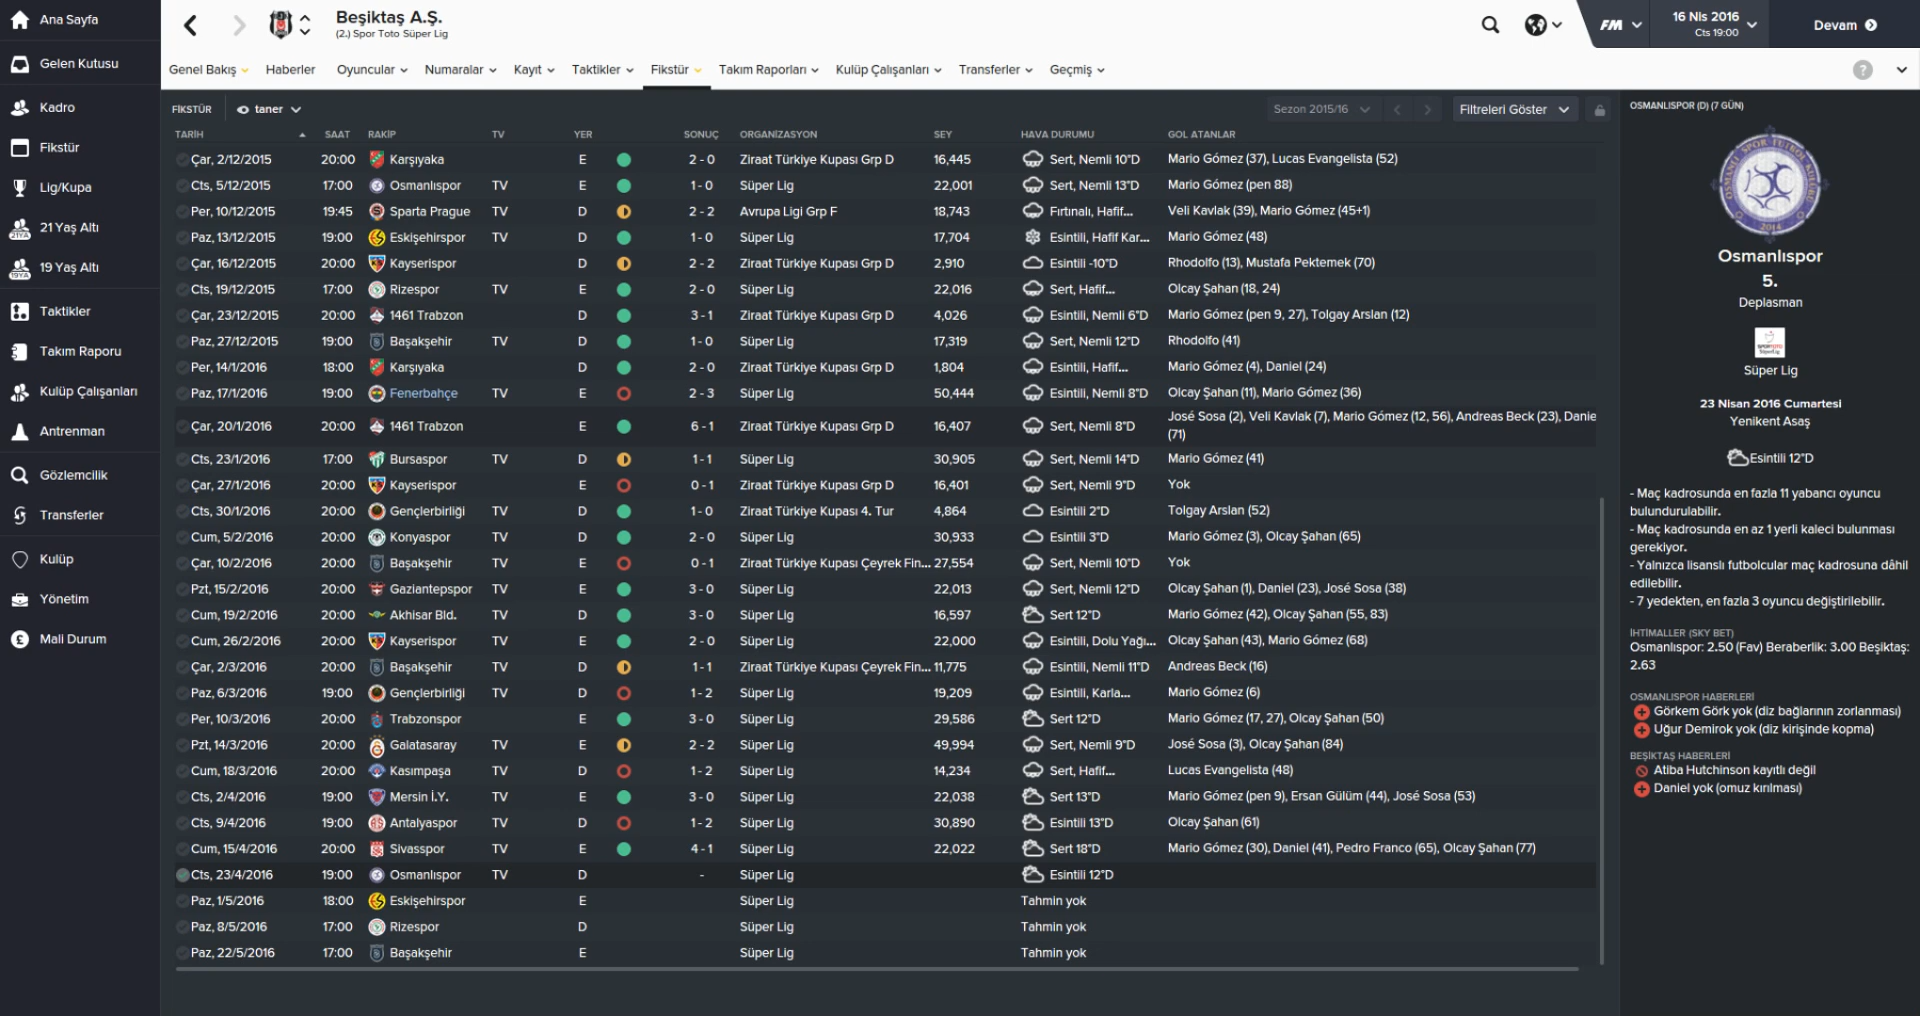 Ana Sayfa
Gelen Kutusu
Kadro
Fikstür
Lig/Kupa
21 Yaş Altı
19 Yaş Altı
Taktikler
Takım Raporu
Kulüp Çalışanları
Antrenman
Gözlemcilik
Transferler
Kulüp
Yönetim
Mali Durum
Beşiktaş A.Ş.
(2.) Spor Toto Süper Lig
FM
16 Nis 2016
Cts 19:00
Devam
Genel Bakış Haberler Oyuncular Numaralar Kayıt Taktikler Fikstür Takım Raporları Kulüp Çalışanları Transferler Geçmiş
FİKSTÜR taner Sezon 2015/16 Filtreleri Göster
TARİH SAAT RAKİP TV YER SONUÇ ORGANİZASYON SEY HAVA DURUMU GOL ATANLAR
Çar, 2/12/2015 20:00 Karşıyaka E 2 - 0 Ziraat Türkiye Kupası Grp D 16,445 Sert, Nemli 10°D Mario Gómez (37), Lucas Evangelista (52)
Cts, 5/12/2015 17:00 Osmanlıspor TV E 1 - 0 Süper Lig 22,001 Sert, Nemli 13°D Mario Gómez (pen 88)
Per, 10/12/2015 19:45 Sparta Prague TV D 2 - 2 Avrupa Ligi Grp F 18,743 Fırtınalı, Hafif... Veli Kavlak (39), Mario Gómez (45+1)
Paz, 13/12/2015 19:00 Eskişehirspor TV D 1 - 0 Süper Lig 17,704 Esintili, Hafif Kar... Mario Gómez (48)
Çar, 16/12/2015 20:00 Kayserispor D 2 - 2 Ziraat Türkiye Kupası Grp D 2,910 Esintili -10°D Rhodolfo (13), Mustafa Pektemek (70)
Cts, 19/12/2015 17:00 Rizespor TV E 2 - 0 Süper Lig 22,016 Sert, Hafif... Olcay Şahan (18, 24)
Çar, 23/12/2015 20:00 1461 Trabzon D 3 - 1 Ziraat Türkiye Kupası Grp D 4,026 Esintili, Nemli 6°D Mario Gómez (pen 9, 27), Tolgay Arslan (12)
Paz, 27/12/2015 19:00 Başakşehir TV D 1 - 0 Süper Lig 17,319 Sert, Nemli 12°D Rhodolfo (41)
Per, 14/1/2016 18:00 Karşıyaka D 2 - 0 Ziraat Türkiye Kupası Grp D 1,804 Esintili, Hafif... Mario Gómez (4), Daniel (24)
Paz, 17/1/2016 19:00 Fenerbahçe TV E 2 - 3 Süper Lig 50,444 Esintili, Nemli 8°D Olcay Şahan (11), Mario Gómez (36)
Çar, 20/1/2016 20:00 1461 Trabzon E 6 - 1 Ziraat Türkiye Kupası Grp D 16,407 Sert, Nemli 8°D José Sosa (2), Veli Kavlak (7), Mario Gómez (12, 56), Andreas Beck (23), Danie
(71)
Cts, 23/1/2016 17:00 Bursaspor TV D 1 - 1 Süper Lig 30,905 Sert, Nemli 14°D Mario Gómez (41)
Çar, 27/1/2016 20:00 Kayserispor E 0 - 1 Ziraat Türkiye Kupası Grp D 16,401 Sert, Nemli 9°D Yok
Cts, 30/1/2016 20:00 Gençlerbirliği TV D 1 - 0 Ziraat Türkiye Kupası 4. Tur 4,864 Esintili 2°D Tolgay Arslan (52)
Cum, 5/2/2016 20:00 Konyaspor TV D 2 - 0 Süper Lig 30,933 Esintili 3°D Mario Gómez (3), Olcay Şahan (65)
Çar, 10/2/2016 20:00 Başakşehir TV E 0 - 1 Ziraat Türkiye Kupası Çeyrek Fin... 27,554 Sert, Nemli 10°D Yok
Pzt, 15/2/2016 20:00 Gaziantepspor TV E 3 - 0 Süper Lig 22,013 Sert, Nemli 12°D Olcay Şahan (1), Daniel (23), José Sosa (38)
Cum, 19/2/2016 20:00 Akhisar Bld. TV D 3 - 0 Süper Lig 16,597 Sert 12°D Mario Gómez (42), Olcay Şahan (55, 83)
Cum, 26/2/2016 20:00 Kayserispor TV E 2 - 0 Süper Lig 22,000 Esintili, Dolu Yağı... Olcay Şahan (43), Mario Gómez (68)
Çar, 2/3/2016 20:00 Başakşehir TV D 1 - 1 Ziraat Türkiye Kupası Çeyrek Fin... 11,775 Esintili, Nemli 11°D Andreas Beck (16)
Paz, 6/3/2016 19:00 Gençlerbirliği TV D 1 - 2 Süper Lig 19,209 Esintili, Karla... Mario Gómez (6)
Per, 10/3/2016 20:00 Trabzonspor E 3 - 0 Süper Lig 29,586 Sert 12°D Mario Gómez (17, 27), Olcay Şahan (50)
Pzt, 14/3/2016 20:00 Galatasaray TV E 2 - 2 Süper Lig 49,994 Sert, Nemli 9°D José Sosa (3), Olcay Şahan (84)
Cum, 18/3/2016 20:00 Kasımpaşa TV D 1 - 2 Süper Lig 14,234 Sert, Hafif... Lucas Evangelista (48)
Cts, 2/4/2016 19:00 Mersin İ.Y. TV E 3 - 0 Süper Lig 22,038 Sert 13°D Mario Gómez (pen 9), Ersan Gülüm (44), José Sosa (53)
Cts, 9/4/2016 19:00 Antalyaspor TV D 1 - 2 Süper Lig 30,890 Esintili 13°D Olcay Şahan (61)
Cum, 15/4/2016 20:00 Sivasspor TV E 4 - 1 Süper Lig 22,022 Sert 18°D Mario Gómez (30), Daniel (41), Pedro Franco (65), Olcay Şahan (77)
Cts, 23/4/2016 19:00 Osmanlıspor TV D - Süper Lig Esintili 12°D
Paz, 1/5/2016 18:00 Eskişehirspor E Süper Lig Tahmin yok
Paz, 8/5/2016 17:00 Rizespor D Süper Lig Tahmin yok
Paz, 22/5/2016 17:00 Başakşehir E Süper Lig Tahmin yok
OSMANLISPOR (D) (7 GÜN)
OSMANLI SPOR FUTBOL KULÜBÜ
2014
Osmanlıspor
5.
Deplasman
Süper Lig
23 Nisan 2016 Cumartesi
Yenikent Asaş
Esintili 12°D
- Maç kadrosunda en fazla 11 yabancı oyuncu
bulundurulabilir.
- Maç kadrosunda en az 1 yerli kaleci bulunması
gerekiyor.
- Yalnızca lisanslı futbolcular maç kadrosuna dâhil
edilebilir.
- 7 yedekten, en fazla 3 oyuncu değiştirilebilir.
İHTİMALLER (SKY BET)
Osmanlıspor: 2.50 (Fav) Beraberlik: 3.00 Beşiktaş:
2.63
OSMANLISPOR HABERLERİ
Görkem Görk yok (diz bağlarının zorlanması)
Uğur Demirok yok (diz kirişinde kopma)
BEŞİKTAŞ HABERLERİ
Atiba Hutchinson kayıtlı değil
Daniel yok (omuz kırılması)